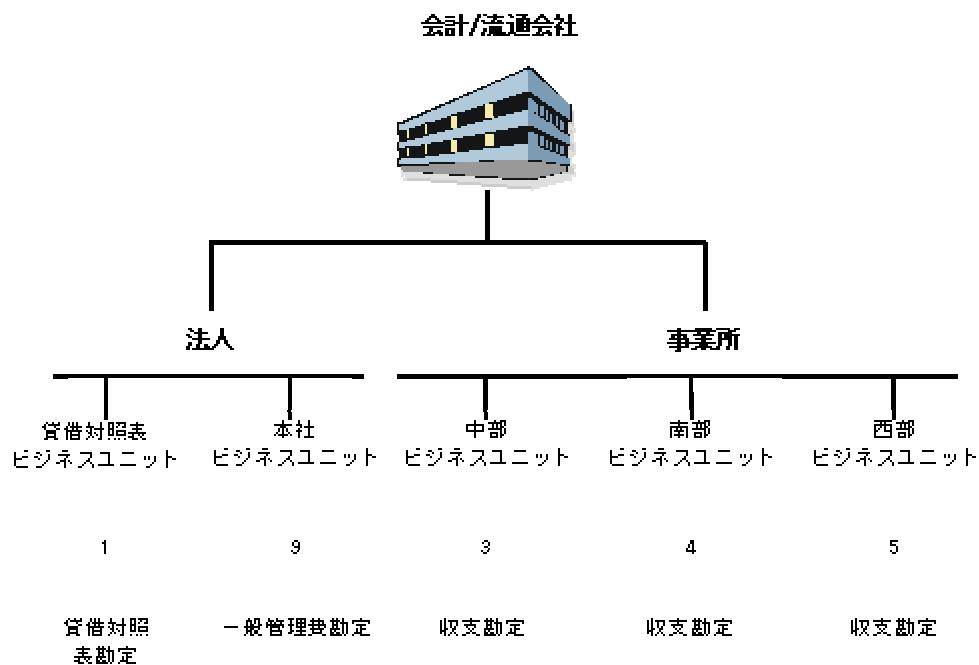 会計/流通会社
法人
事業所
貸借対照表
ビジネスユニット
本社
ビジネスユニット
中部
ビジネスユニット
南部
ビジネスユニット
西部
ビジネスユニット
1
9
3
4
5
貸借対照
表勘定
一般管理費勘定
収支勘定
収支勘定
収支勘定